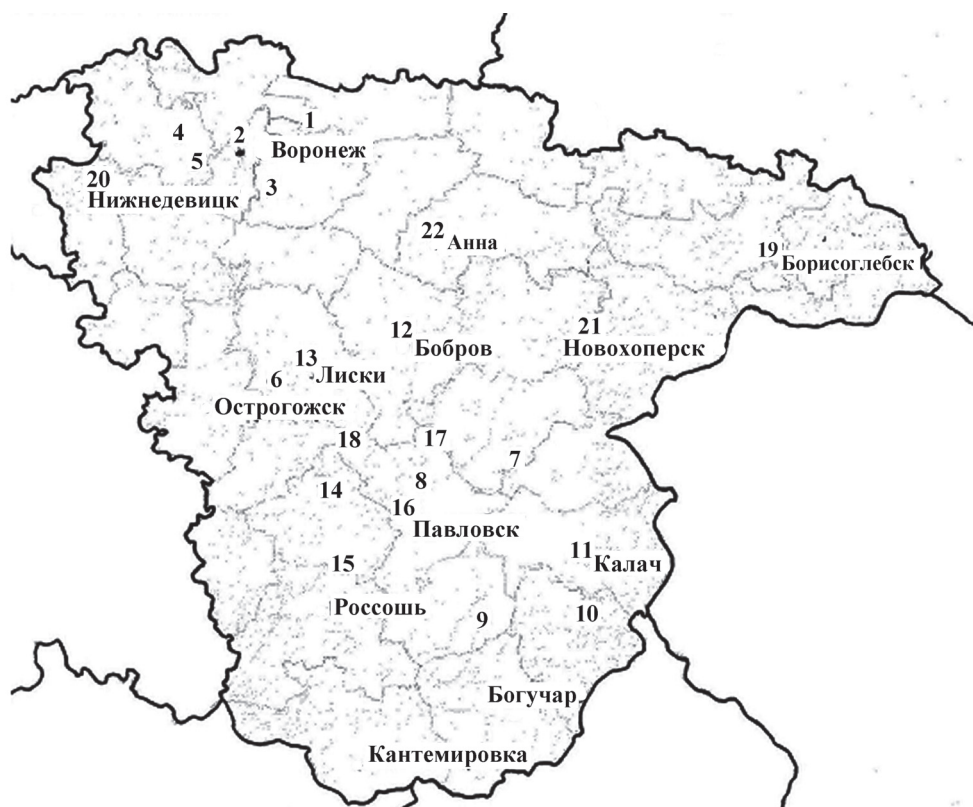 1
4
2
Воронеж
5
20
3
Нижнедевицк
22
Анна
19
Борисоглебск
21
12
Новохоперск
Бобров
13
Лиски
6
Острогожск
18
17
7
8
14
16
Павловск
11
Калач
15
Россошь
9
10
Богучар
Кантемировка